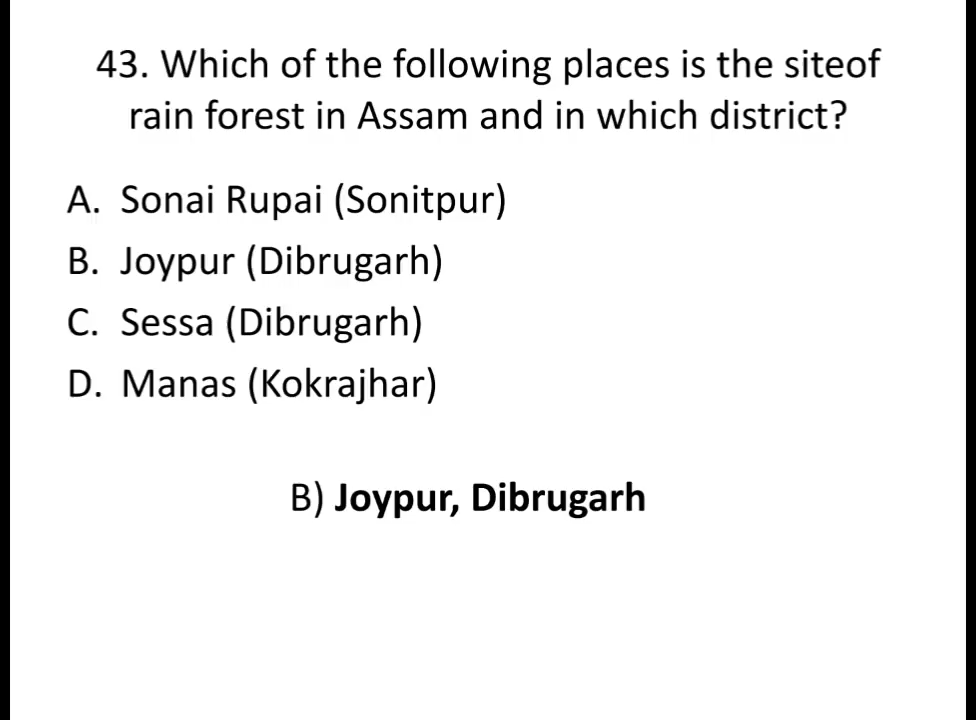 43. Which of the following places is the siteof
rain forest in Assam and in which district?
A. Sonai Rupai (Sonitpur)
B. Joypur (Dibrugarh)
C. Sessa (Dibrugarh)
D. Manas (Kokrajhar)
B) Joypur, Dibrugarh